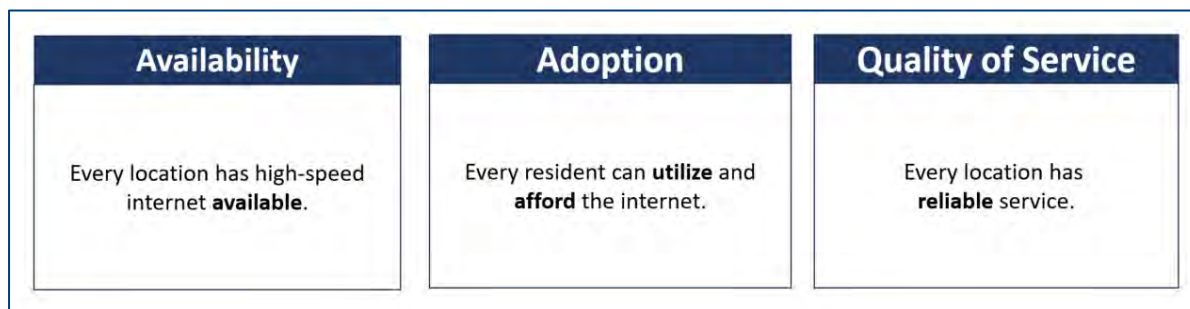 Availability
Every location has high-speed
internet available.
Adoption
Every resident can utilize and
afford the internet.
Quality of Service
Every location has
reliable service.